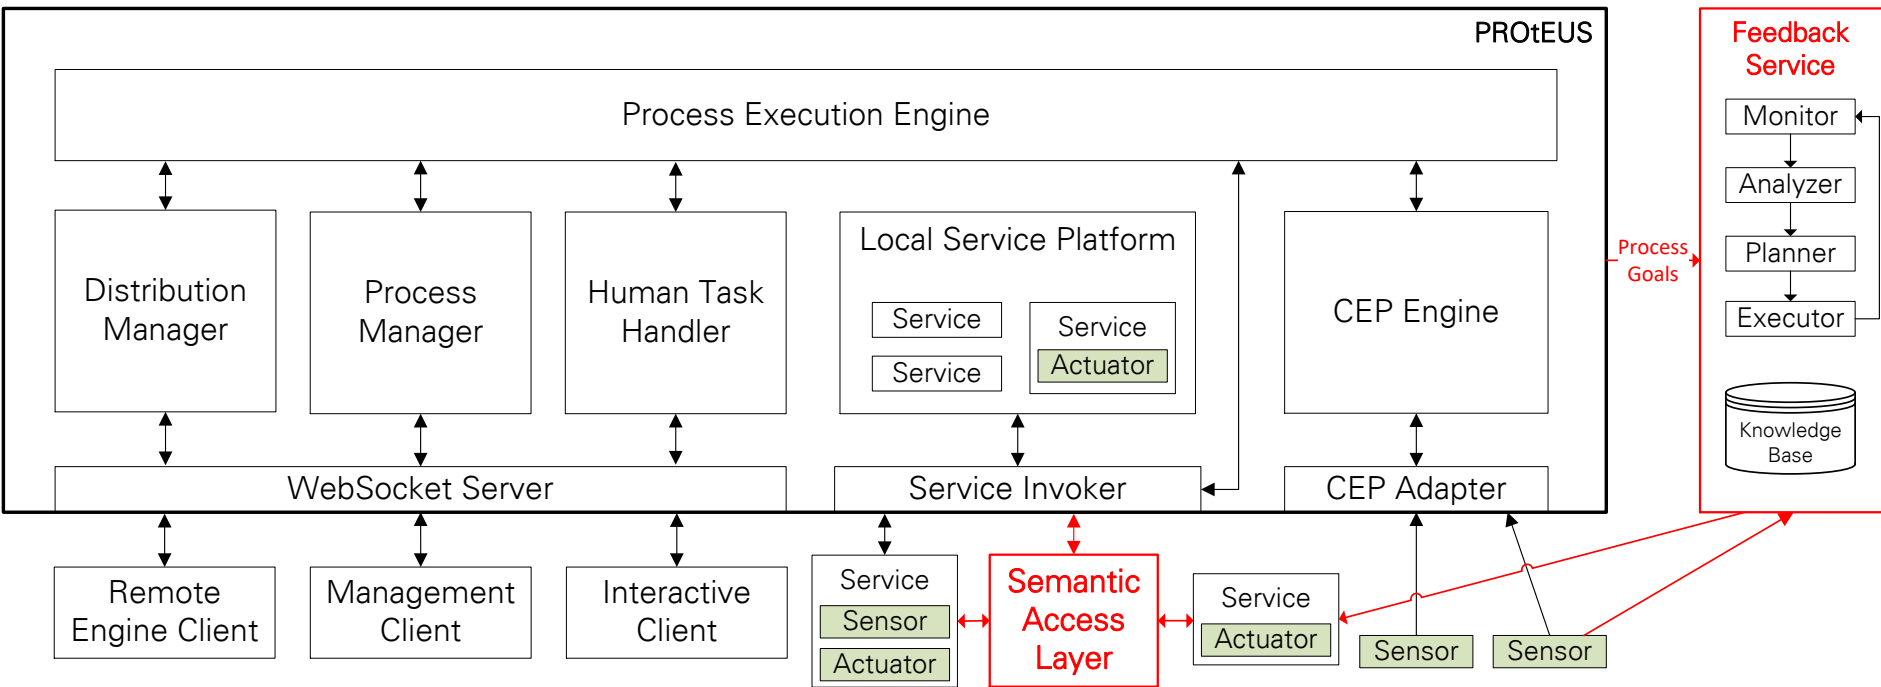 PROtEUS
Process Execution Engine
Distribution
Manager
Process
Manager
Human Task
Handler
Local Service Platform
Service
Service
Service
Actuator
CEP Engine
WebSocket Server
Service Invoker
CEP Adapter
Remote
Engine Client
Management
Client
Interactive
Client
Service
Sensor
Actuator
Semantic
Access
Layer
Service
Actuator
Sensor
Sensor
Process
Goals
Feedback
Service
Monitor
Analyzer
Planner
Executor
Knowledge
Base